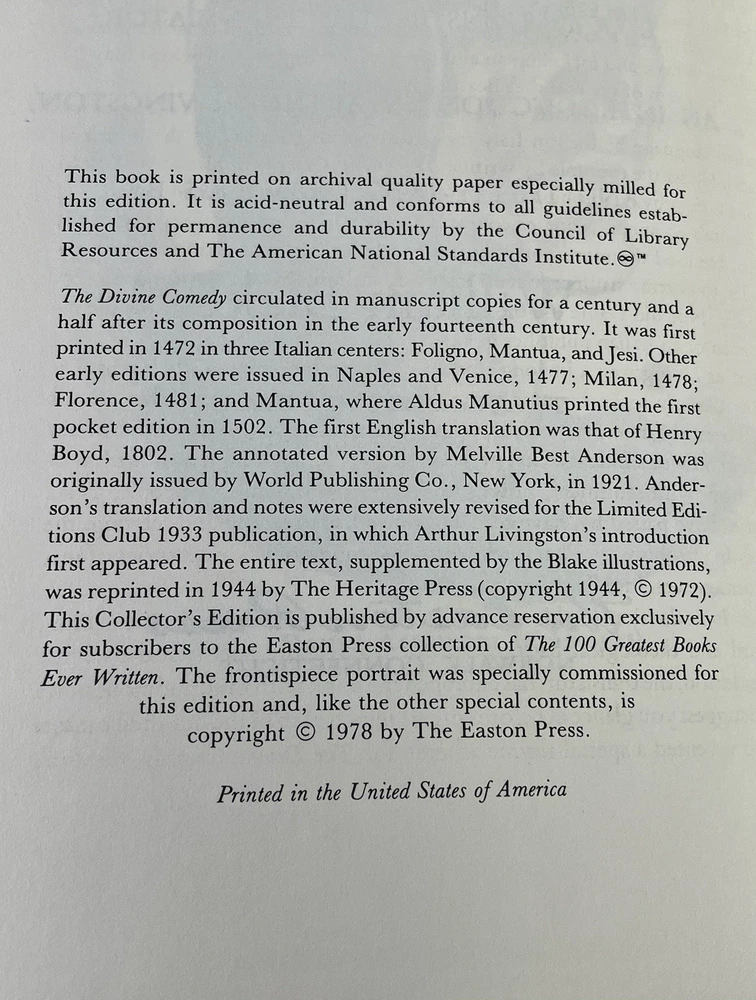 This book is printed on archival quality paper especially milled for
this edition. It is acid-neutral and conforms to all guidelines estab-
lished for permanence and durability by the Council of Library
Resources and The American National Standards Institute.♾™
The Divine Comedy circulated in manuscript copies for a century and a
half after its composition in the early fourteenth century. It was first
printed in 1472 in three Italian centers: Foligno, Mantua, and Jesi. Other
early editions were issued in Naples and Venice, 1477; Milan, 1478;
Florence, 1481; and Mantua, where Aldus Manutius printed the first
pocket edition in 1502. The first English translation was that of Henry
Boyd, 1802. The annotated version by Melville Best Anderson was
originally issued by World Publishing Co., New York, in 1921. Ander-
son's translation and notes were extensively revised for the Limited Edi-
tions Club 1933 publication, in which Arthur Livingston's introduction
first appeared. The entire text, supplemented by the Blake illustrations,
was reprinted in 1944 by The Heritage Press (copyright 1944, © 1972).
This Collector's Edition is published by advance reservation exclusively
for subscribers to the Easton Press collection of The 100 Greatest Books
Ever Written. The frontispiece portrait was specially commissioned for
this edition and, like the other special contents, is
copyright © 1978 by The Easton Press.
Printed in the United States of America